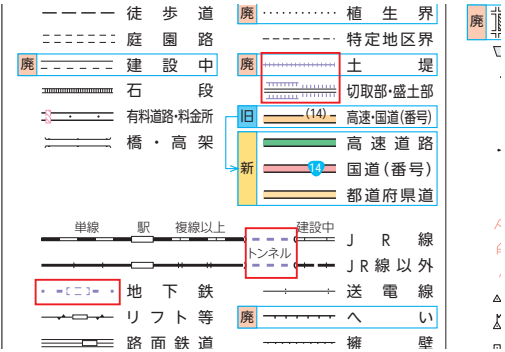 徒歩道 廃 植生界 廃
庭園路 特定地区界
廃 建設中 廃 土堤
石段 切取部・盛土部
有料道路・料金所 旧 (14) 高速・国道(番号)
橋・高架 高速道路
新 14 国道(番号)
都道府県道
単線 駅 複線以上 建設中
トンネル
JR線
JR線以外
地下鉄 送電線
リフト等 廃 へい
路面鉄道 擁壁